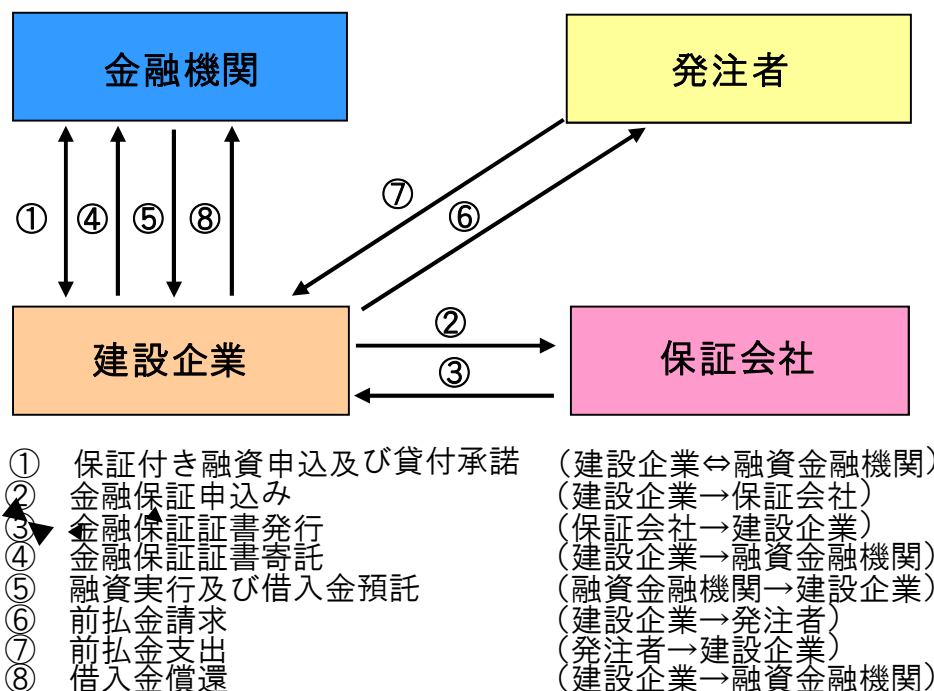 金融機関
発注者
⑦
⑥
① ④ ⑤ ⑧
②
建設企業
保証会社
③
① 保証付き融資申込及び貸付承諾 （建設企業⇔融資金融機関）
② 金融保証申込み （建設企業→保証会社）
③ 金融保証証書発行 （保証会社→建設企業）
④ 金融保証証書寄託 （建設企業→融資金融機関）
⑤ 融資実行及び借入金預託 （融資金融機関→建設企業）
⑥ 前払金請求 （建設企業→発注者）
⑦ 前払金支出 （発注者→建設企業）
⑧ 借入金償還 （建設企業→融資金融機関）